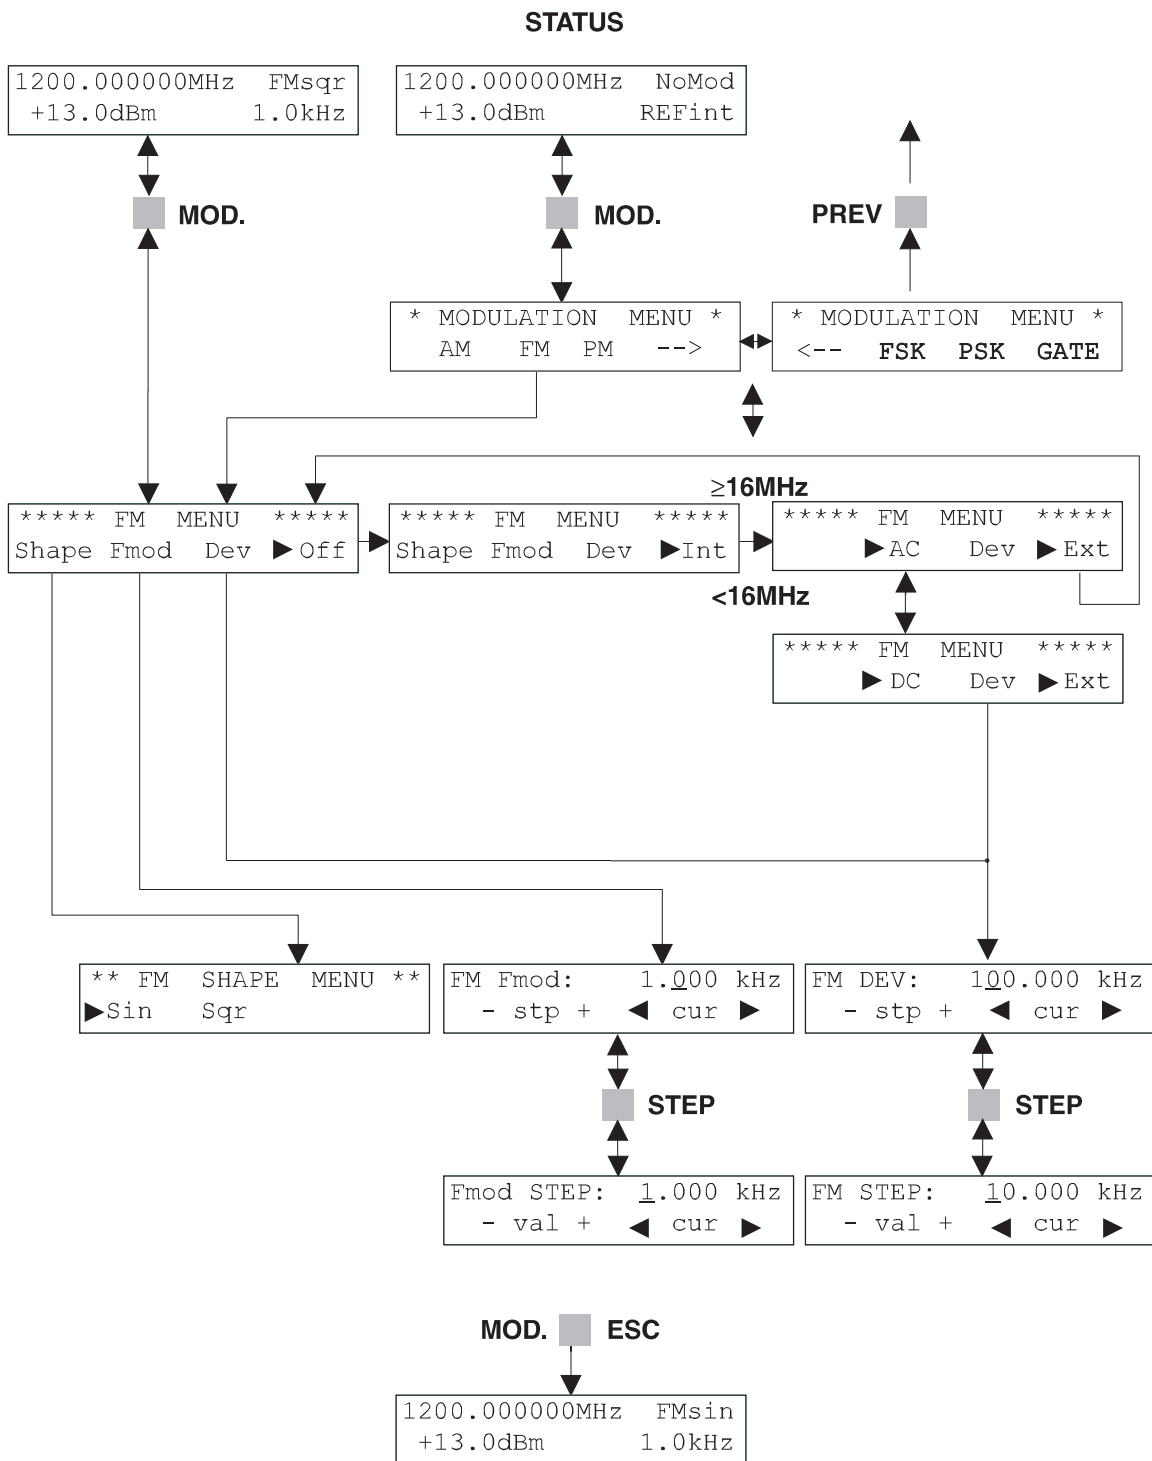 STATUS
1200.000000MHz FMsqr
+13.0dBm 1.0kHz
1200.000000MHz NoMod
+13.0dBm REFint
MOD.
MOD.
PREV
* MODULATION MENU *
AM FM PM -->
* MODULATION MENU *
<-- FSK PSK GATE
≥16MHz
***** FM MENU *****
Shape Fmod Dev ▶Off
***** FM MENU *****
Shape Fmod Dev ▶Int
***** FM MENU *****
▶AC Dev ▶Ext
<16MHz
***** FM MENU *****
▶DC Dev ▶Ext
** FM SHAPE MENU **
▶Sin Sqr
FM Fmod: 1.000 kHz
- stp + ◀ cur ▶
FM DEV: 100.000 kHz
- stp + ◀ cur ▶
STEP
STEP
Fmod STEP: 1.000 kHz
- val + ◀ cur ▶
FM STEP: 10.000 kHz
- val + ◀ cur ▶
MOD. ESC
1200.000000MHz FMsin
+13.0dBm 1.0kHz